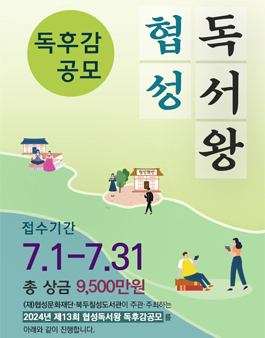 독후감
공모
협성
독서왕
접수기간
7.1–7.31
총 상금 9,500만원
(재)협성문화재단·북두칠성도서관이 주관·주최하는
2024년 제13회 협성독서왕 독후감공모를
아래와 같이 진행합니다.